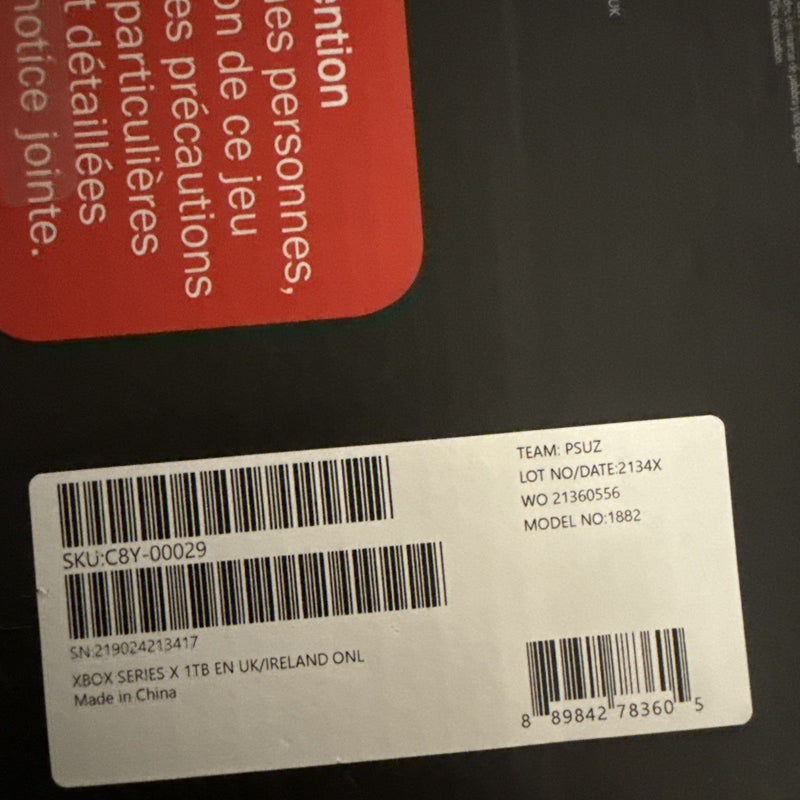 ention
nes personnes,
on de ce jeu
es précautions
particulières
t détaillées
notice jointe.
UK
TEAM: PSUZ
LOT NO/DATE:2134X
WO 21360556
MODEL NO:1882
SKU:C8Y-00029
SN:219024213417
XBOX SERIES X 1TB EN UK/IRELAND ONL
Made in China
8 89842 78360 5